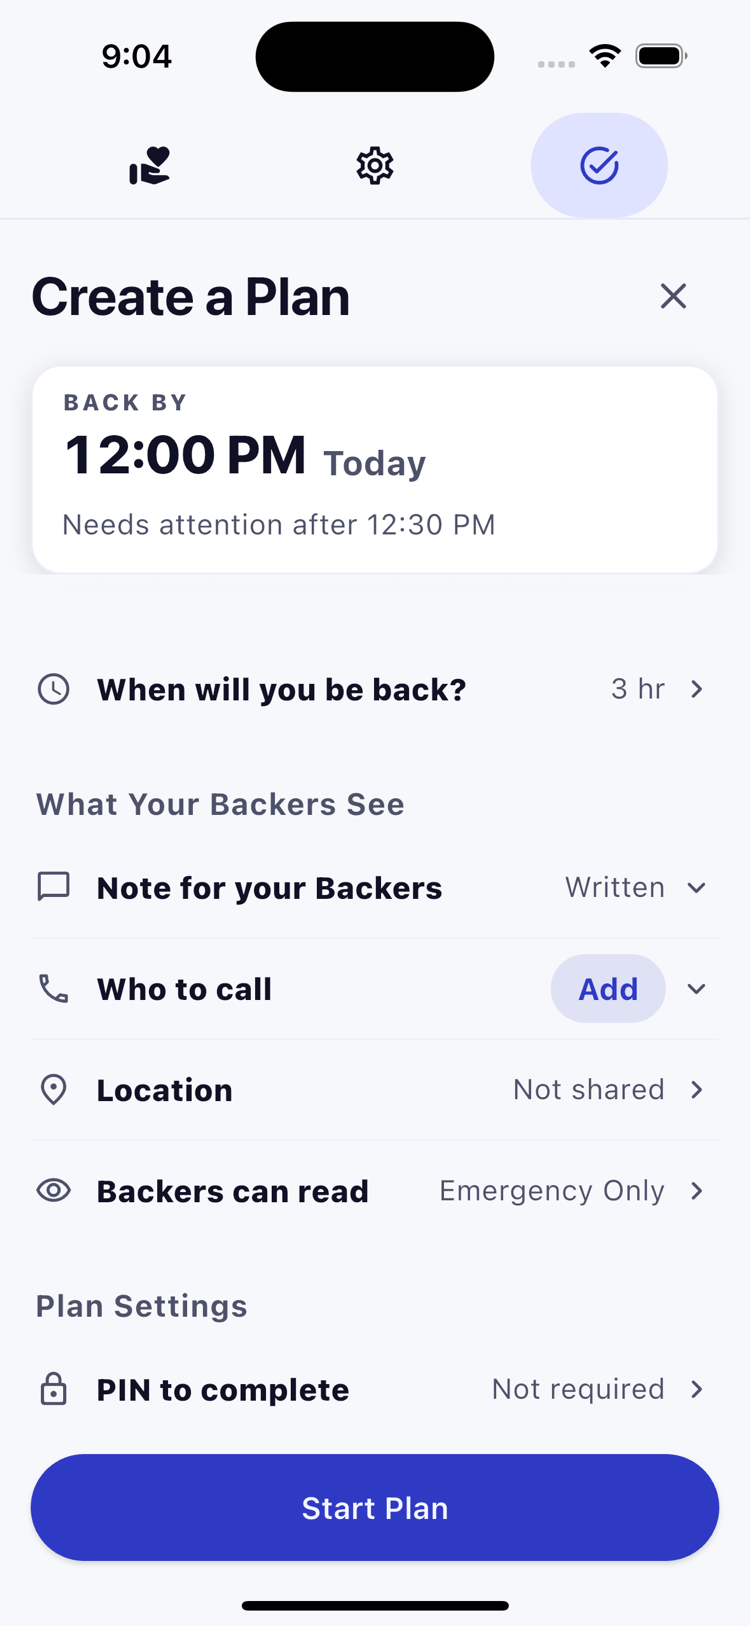 9:04
Create a Plan
BACK BY
12:00 PM Today
Needs attention after 12:30 PM
When will you be back? 3 hr
What Your Backers See
Note for your Backers Written
Who to call Add
Location Not shared
Backers can read Emergency Only
Plan Settings
PIN to complete Not required
Start Plan